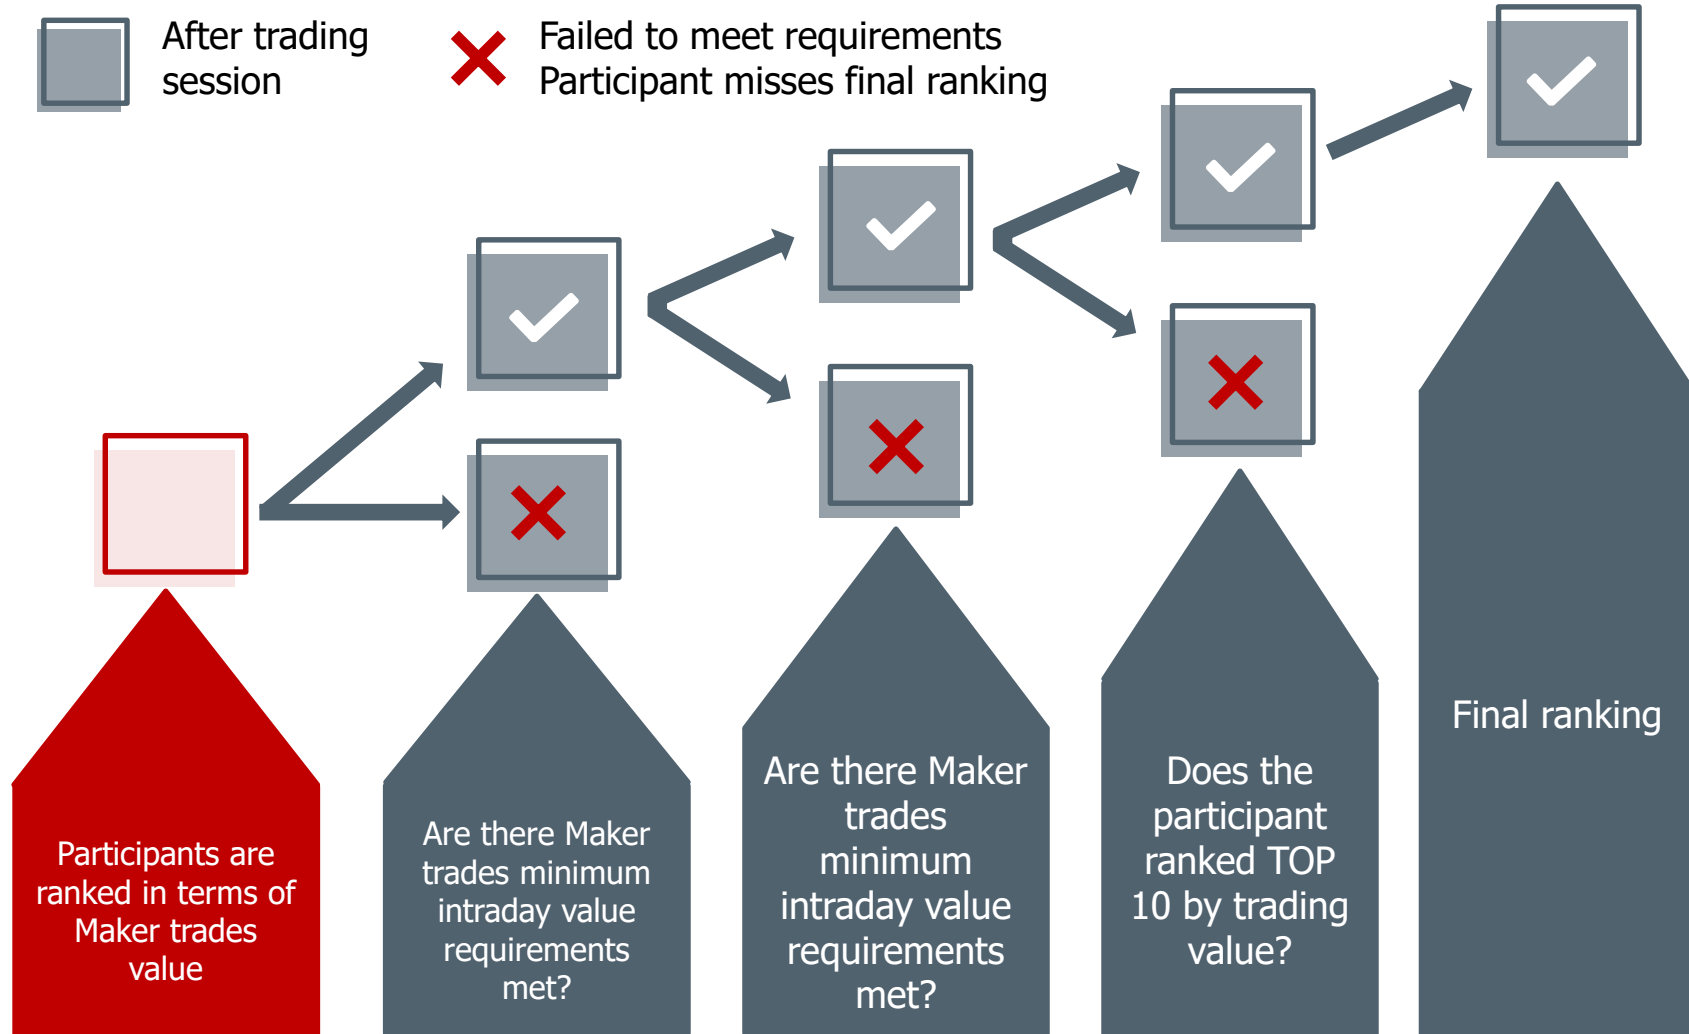 After trading
session
Failed to meet requirements
Participant misses final ranking
Participants are
ranked in terms of
Maker trades
value
Are there Maker
trades minimum
intraday value
requirements
met?
Are there Maker
trades
minimum
intraday value
requirements
met?
Does the
participant
ranked TOP
10 by trading
value?
Final ranking